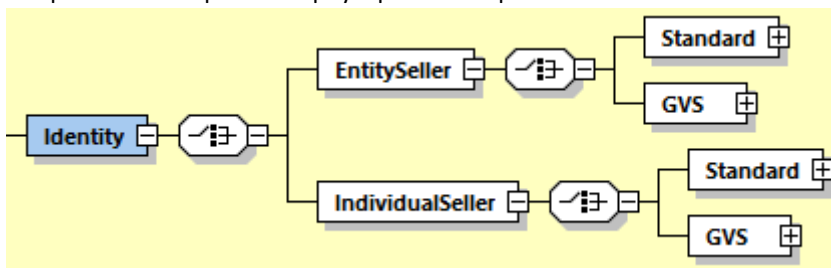 EntitySeller
Standard
GVS
Identity
IndividualSeller
Standard
GVS